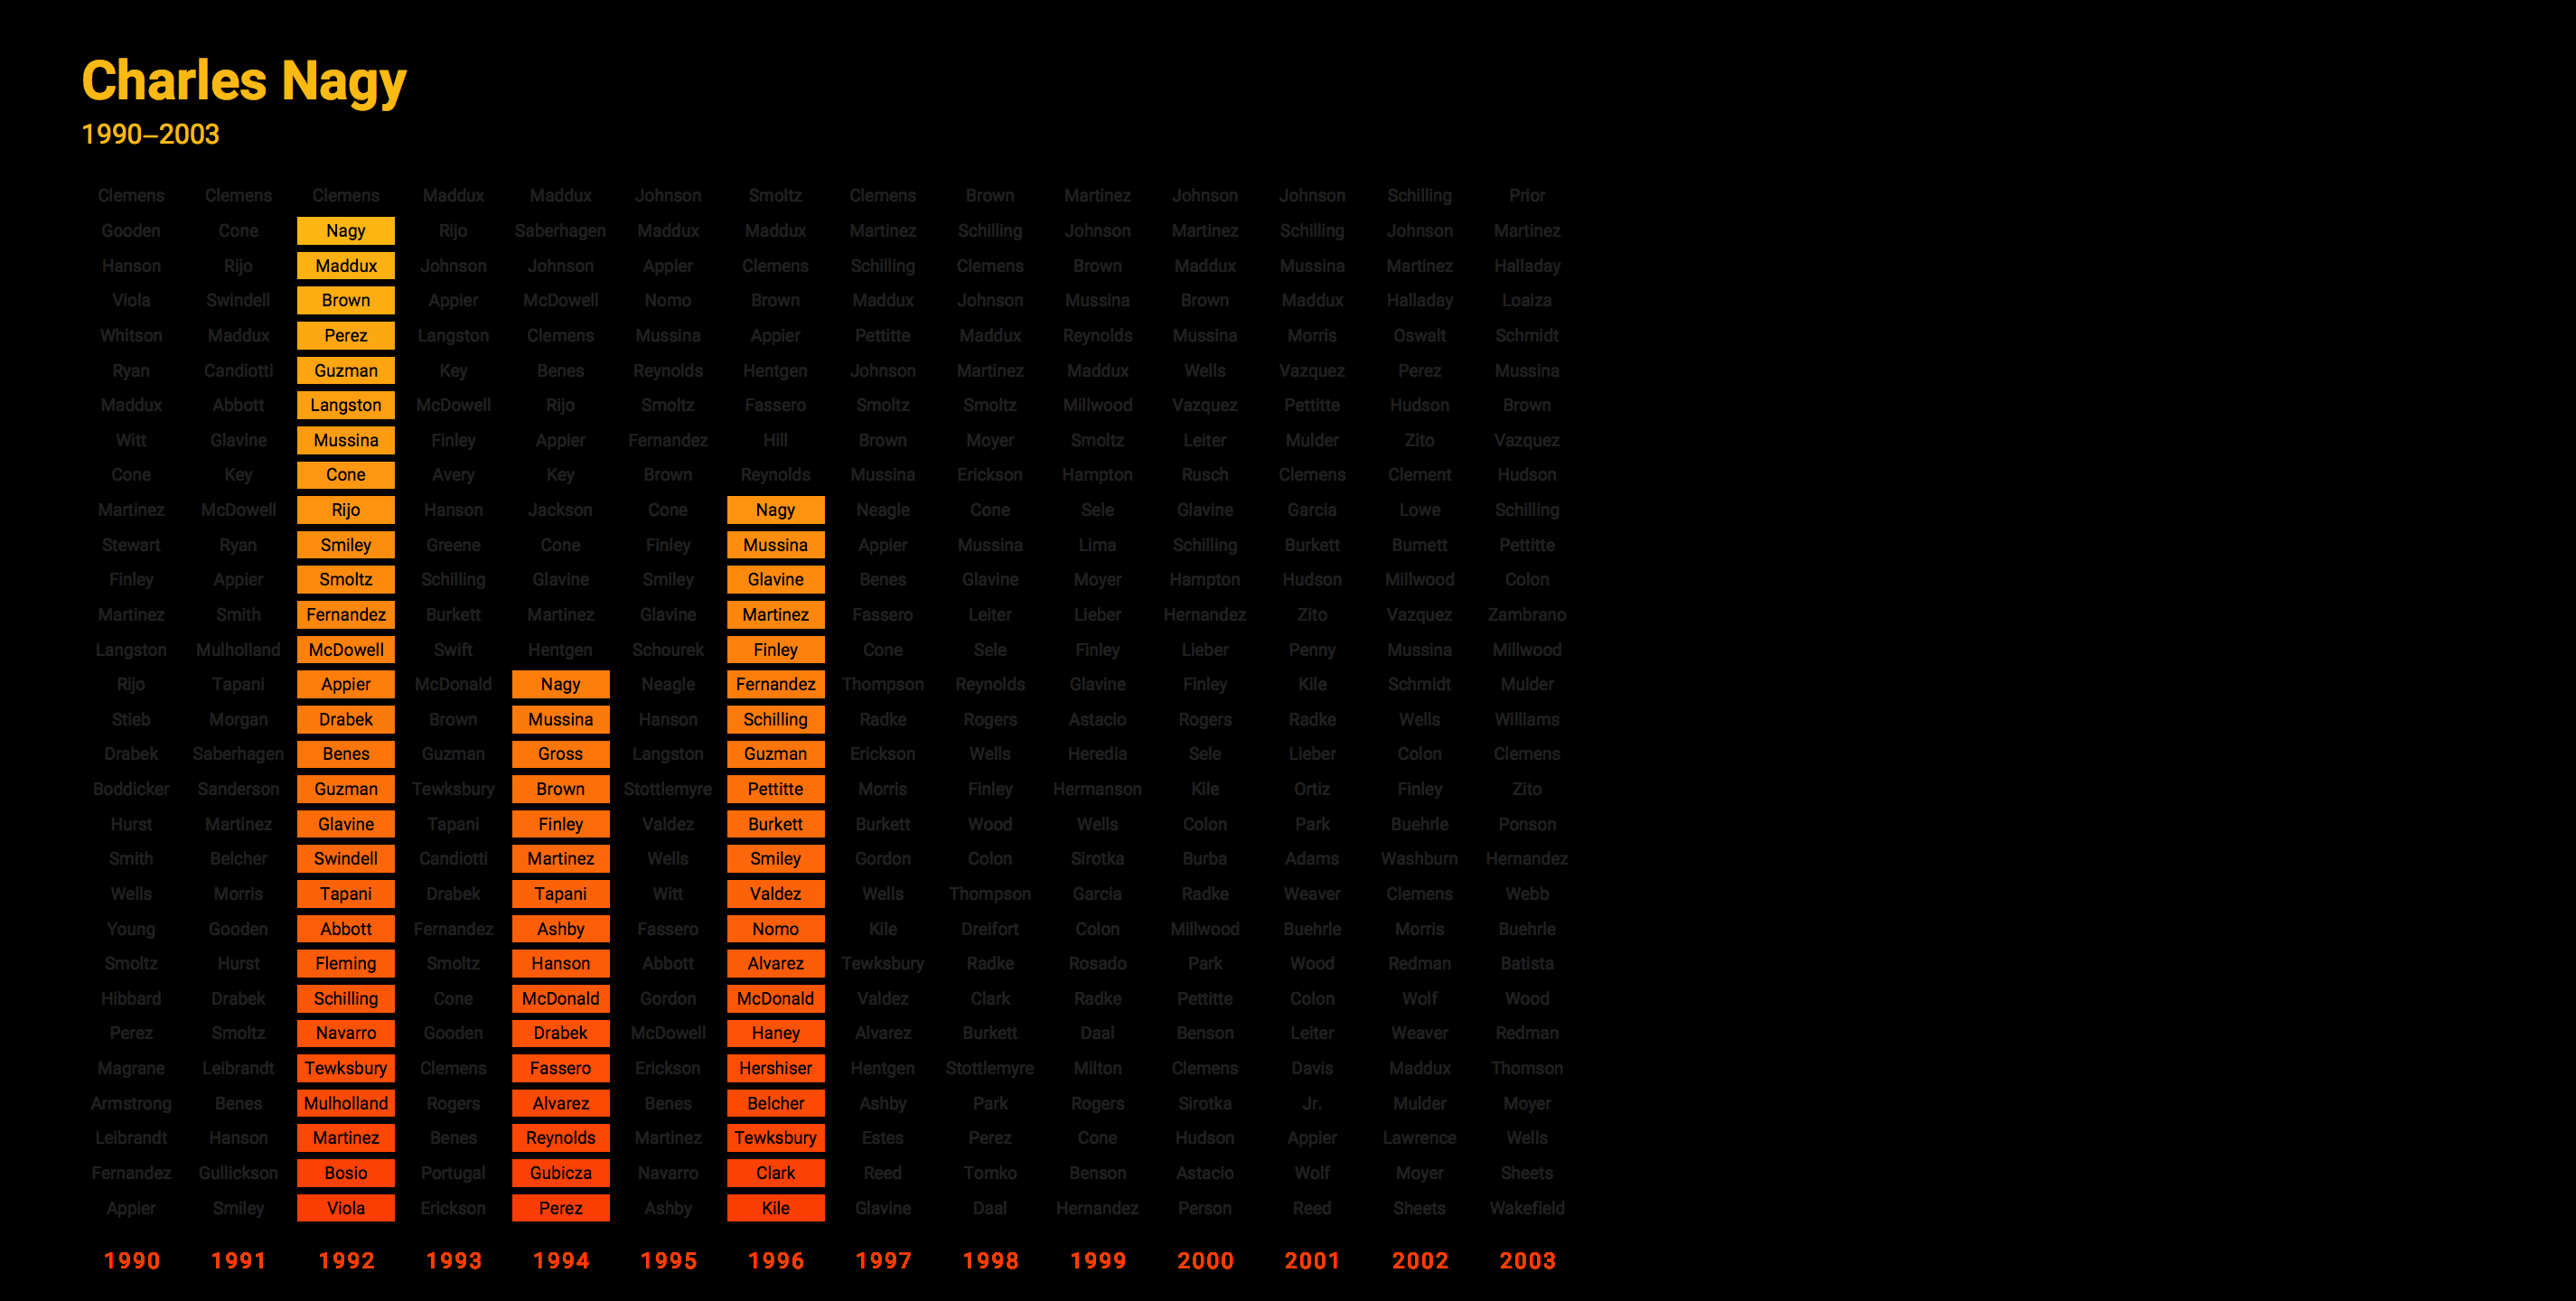 Charles Nagy
1990–2003
Clemens Clemens Clemens Maddux Maddux Johnson Smoltz Clemens Brown Martinez Johnson Johnson Schilling Prior
Gooden Cone Nagy Rijo Saberhagen Maddux Maddux Martinez Schilling Johnson Martinez Schilling Johnson Martinez
Hanson Rijo Maddux Johnson Johnson Appier Clemens Schilling Clemens Brown Maddux Mussina Martinez Halladay
Viola Swindell Brown Appier McDowell Nomo Brown Maddux Johnson Mussina Brown Maddux Halladay Loaiza
Whitson Maddux Perez Langston Clemens Mussina Appier Pettitte Maddux Reynolds Mussina Morris Oswalt Schmidt
Ryan Candiotti Guzman Key Benes Reynolds Hentgen Johnson Martinez Maddux Wells Vazquez Perez Mussina
Maddux Abbott Langston McDowell Rijo Smoltz Fassero Smoltz Smoltz Millwood Vazquez Pettitte Hudson Brown
Witt Glavine Mussina Finley Appier Fernandez Hill Brown Moyer Smoltz Leiter Mulder Zito Vazquez
Cone Key Cone Avery Key Brown Reynolds Mussina Erickson Hampton Rusch Clemens Clement Hudson
Martinez McDowell Rijo Hanson Jackson Cone Nagy Neagle Cone Sele Glavine Garcia Lowe Schilling
Stewart Ryan Smiley Greene Cone Finley Mussina Appier Mussina Lima Schilling Burkett Burnett Pettitte
Finley Appier Smoltz Schilling Glavine Smiley Glavine Benes Glavine Moyer Hampton Hudson Millwood Colon
Martinez Smith Fernandez Burkett Martinez Glavine Martinez Fassero Leiter Lieber Hernandez Zito Vazquez Zambrano
Langston Mulholland McDowell Swift Hentgen Schourek Finley Cone Sele Finley Lieber Penny Mussina Millwood
Rijo Tapani Appier McDonald Nagy Neagle Fernandez Thompson Reynolds Glavine Finley Kile Schmidt Mulder
Stieb Morgan Drabek Brown Mussina Hanson Schilling Radke Rogers Astacio Rogers Radke Wells Williams
Drabek Saberhagen Benes Guzman Gross Langston Guzman Erickson Wells Heredia Sele Lieber Colon Clemens
Boddicker Sanderson Guzman Tewksbury Brown Stottlemyre Pettitte Morris Finley Hermanson Kile Ortiz Finley Zito
Hurst Martinez Glavine Tapani Finley Valdez Burkett Burkett Wood Wells Colon Park Buehrle Ponson
Smith Belcher Swindell Candiotti Martinez Wells Smiley Gordon Colon Sirotka Burba Adams Washburn Hernandez
Wells Morris Tapani Drabek Tapani Witt Valdez Wells Thompson Garcia Radke Weaver Clemens Webb
Young Gooden Abbott Fernandez Ashby Fassero Nomo Kile Dreifort Colon Millwood Buehrle Morris Buehrle
Smoltz Hurst Fleming Smoltz Hanson Abbott Alvarez Tewksbury Radke Rosado Park Wood Redman Batista
Hibbard Drabek Schilling Cone McDonald Gordon McDonald Valdez Clark Radke Pettitte Colon Wolf Wood
Perez Smoltz Navarro Gooden Drabek McDowell Haney Alvarez Burkett Daal Benson Leiter Weaver Redman
Magrane Leibrandt Tewksbury Clemens Fassero Erickson Hershiser Hentgen Stottlemyre Milton Clemens Davis Maddux Thomson
Armstrong Benes Mulholland Rogers Alvarez Benes Belcher Ashby Park Rogers Sirotka Jr. Mulder Moyer
Leibrandt Hanson Martinez Benes Reynolds Martinez Tewksbury Estes Perez Cone Hudson Appier Lawrence Wells
Fernandez Gullickson Bosio Portugal Gubicza Navarro Clark Reed Tomko Benson Astacio Wolf Moyer Sheets
Appier Smiley Viola Erickson Perez Ashby Kile Glavine Daal Hernandez Person Reed Sheets Wakefield
1990 1991 1992 1993 1994 1995 1996 1997 1998 1999 2000 2001 2002 2003